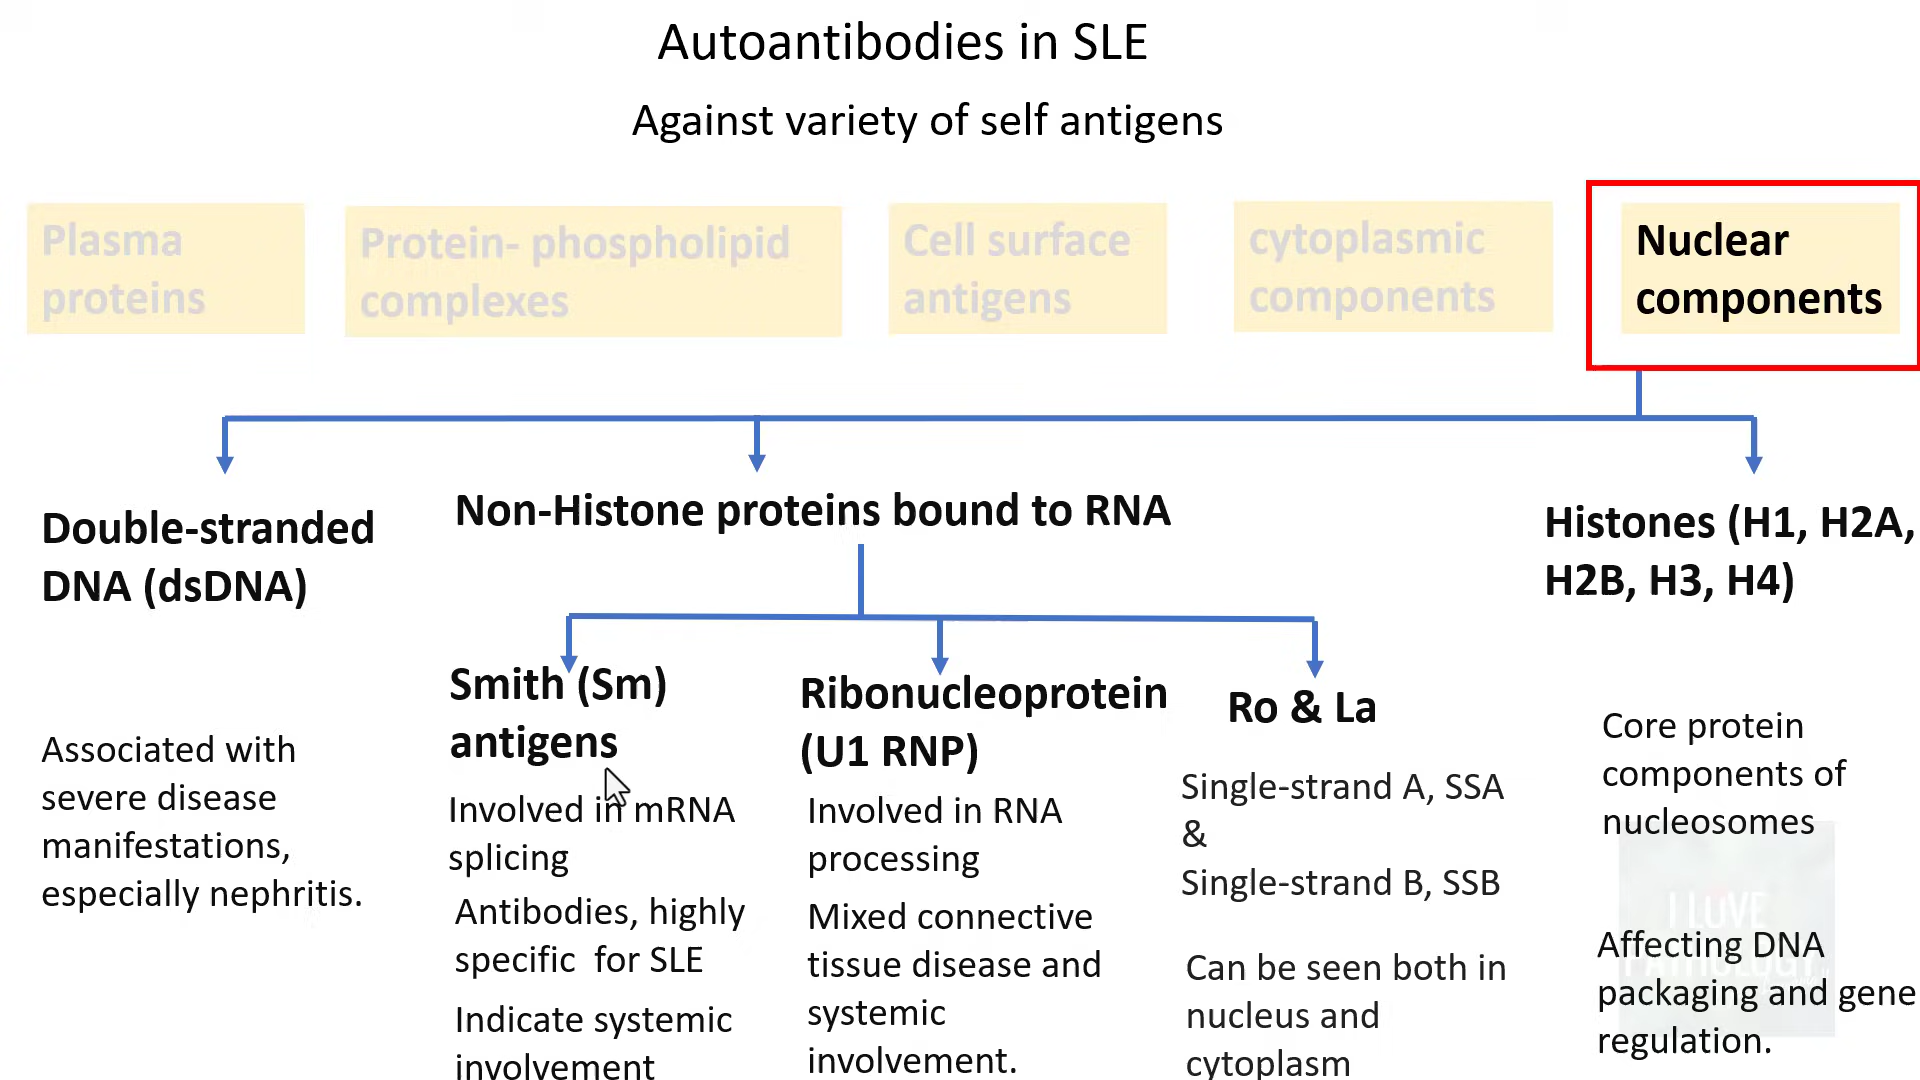 Autoantibodies in SLE
Against variety of self antigens
Plasma
proteins
Protein- phospholipid
complexes
Cell surface
antigens
cytoplasmic
components
Nuclear
components
Double-stranded
DNA (dsDNA)
Associated with
severe disease
manifestations,
especially nephritis.
Non-Histone proteins bound to RNA
Smith (Sm)
antigens
Involved in mRNA
splicing
Antibodies, highly
specific  for SLE
Indicate systemic
involvement
Ribonucleoprotein
(U1 RNP)
Involved in RNA
processing
Mixed connective
tissue disease and
systemic
involvement.
Ro & La
Single-strand A, SSA
&
Single-strand B, SSB
Can be seen both in
nucleus and
cytoplasm
Histones (H1, H2A,
H2B, H3, H4)
Core protein
components of
nucleosomes
Affecting DNA
packaging and gene
regulation.
I LOVE
PATHOLOGY